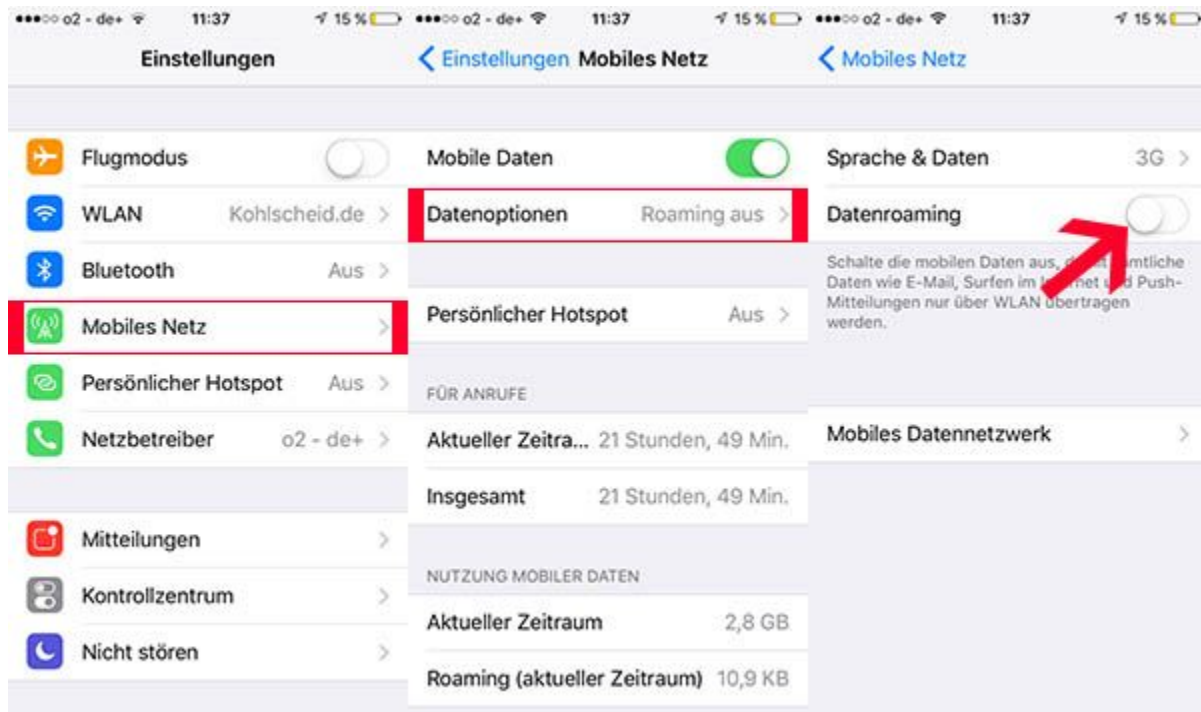 o2 - de+ 11:37 15 %
Einstellungen
Flugmodus
WLAN Kohlscheid.de
Bluetooth Aus
Mobiles Netz
Persönlicher Hotspot Aus
Netzbetreiber o2 - de+
Mitteilungen
Kontrollzentrum
Nicht stören
o2 - de+ 11:37 15 %
Einstellungen Mobiles Netz
Mobile Daten
Datenoptionen Roaming aus
Persönlicher Hotspot Aus
FÜR ANRUFE
Aktueller Zeitra... 21 Stunden, 49 Min.
Insgesamt 21 Stunden, 49 Min.
NUTZUNG MOBILER DATEN
Aktueller Zeitraum 2,8 GB
Roaming (aktueller Zeitraum) 10,9 KB
o2 - de+ 11:37 15 %
Mobiles Netz
Sprache & Daten 3G
Datenroaming
Schalte die mobilen Daten aus,
Daten wie E-Mail, Surfen im und Push-
Mitteilungen nur über WLAN übertragen
werden.
Mobiles Datennetzwerk